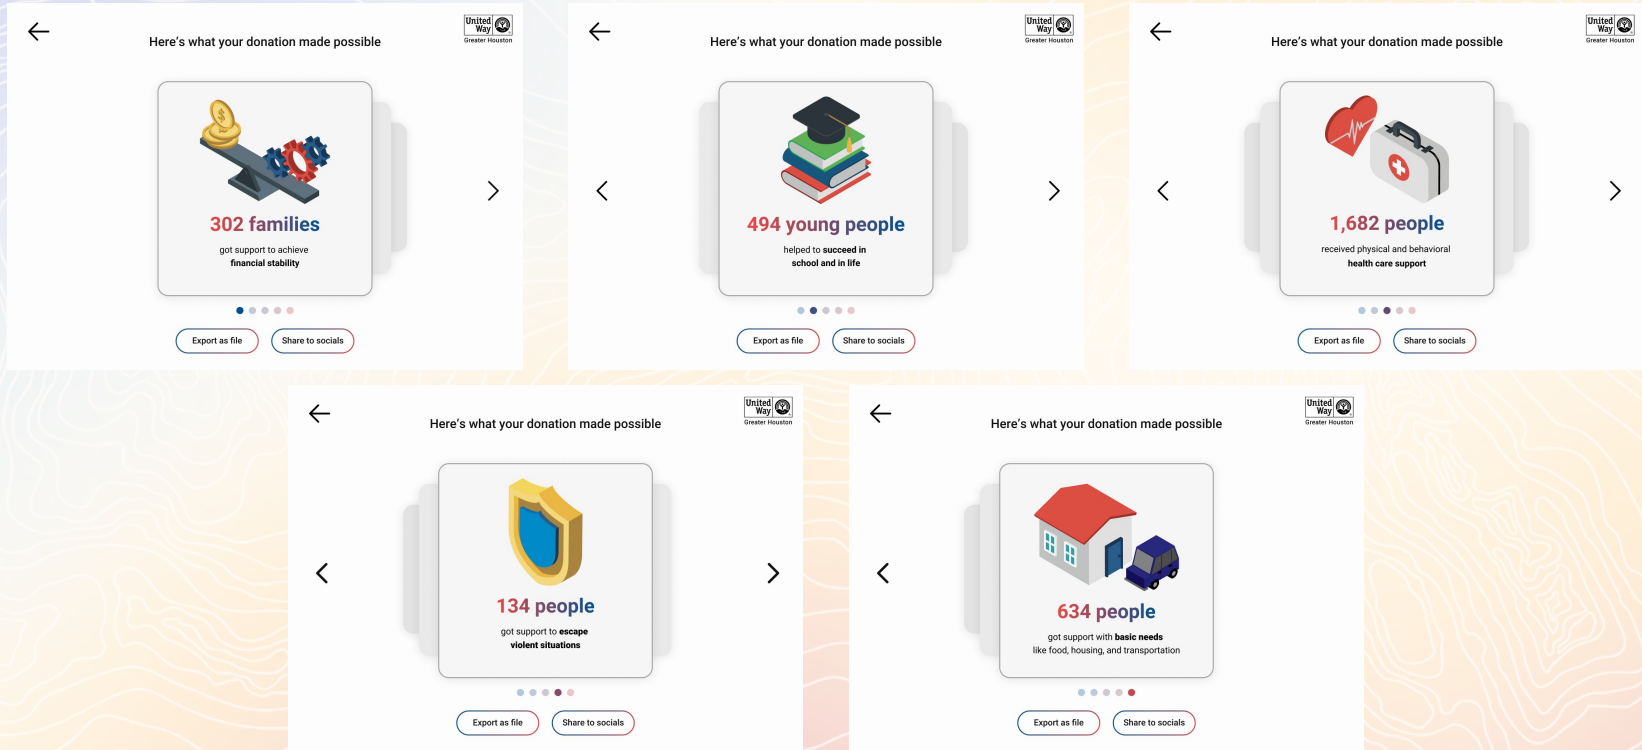 Here's what your donation made possible
United
Way
Greater Houston
302 families
got support to achieve
financial stability
Export as file
Share to socials
Here's what your donation made possible
United
Way
Greater Houston
494 young people
helped to succeed in
school and in life
Export as file
Share to socials
Here's what your donation made possible
United
Way
Greater Houston
1,682 people
received physical and behavioral
health care support
Export as file
Share to socials
Here's what your donation made possible
United
Way
Greater Houston
134 people
got support to escape
violent situations
Export as file
Share to socials
Here's what your donation made possible
United
Way
Greater Houston
634 people
got support with basic needs
like food, housing, and transportation
Export as file
Share to socials